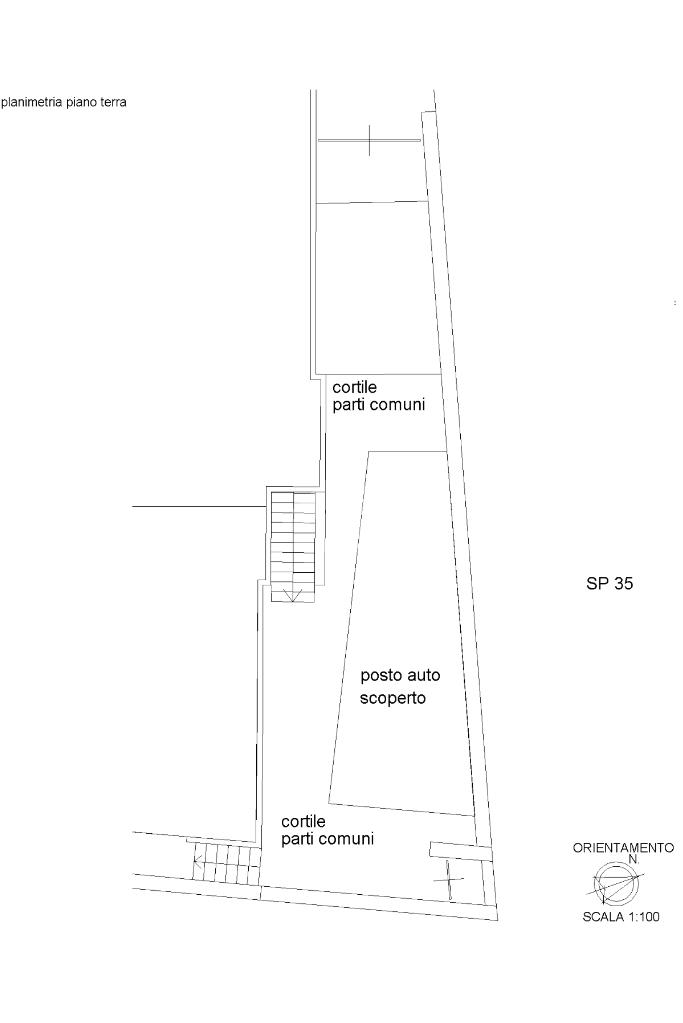 planimetria piano terra
cortile
parti comuni
SP 35
posto auto
scoperto
cortile
parti comuni
ORIENTAMENTO
N.
SCALA 1:100